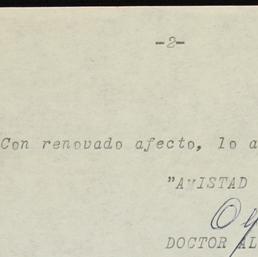 -2-
Con renovado afecto, lo a
"AMISTAD
DOCTOR AL